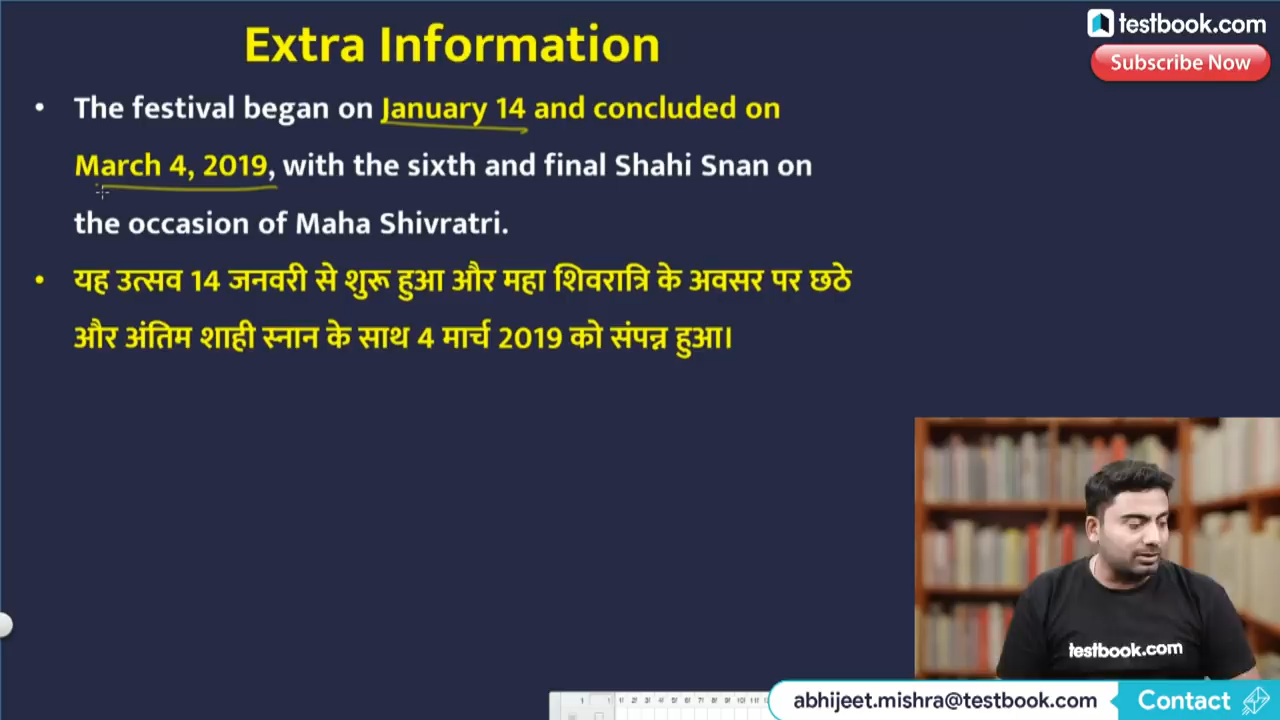 Extra Information
testbook.com
Subscribe Now
• The festival began on January 14 and concluded on
March 4, 2019, with the sixth and final Shahi Snan on
the occasion of Maha Shivratri.
• यह उत्सव 14 जनवरी से शुरू हुआ और महा शिवरात्रि के अवसर पर छठे
और अंतिम शाही स्नान के साथ 4 मार्च 2019 को संपन्न हुआ।
testbook.com
abhijeet.mishra@testbook.com
Contact